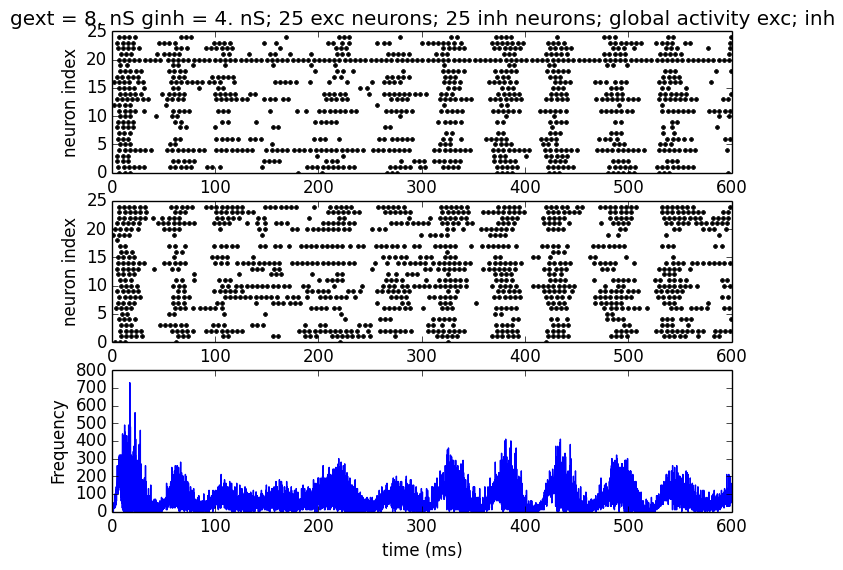 gext = 8. nS ginh = 4. nS; 25 exc neurons; 25 inh neurons; global activity exc; inh
25
20
15
10
5
0
neuron index
0 100 200 300 400 500 600
25
20
15
10
5
0
neuron index
0 100 200 300 400 500 600
800
700
600
500
400
300
200
100
0
Frequency
0 100 200 300 400 500 600
time (ms)